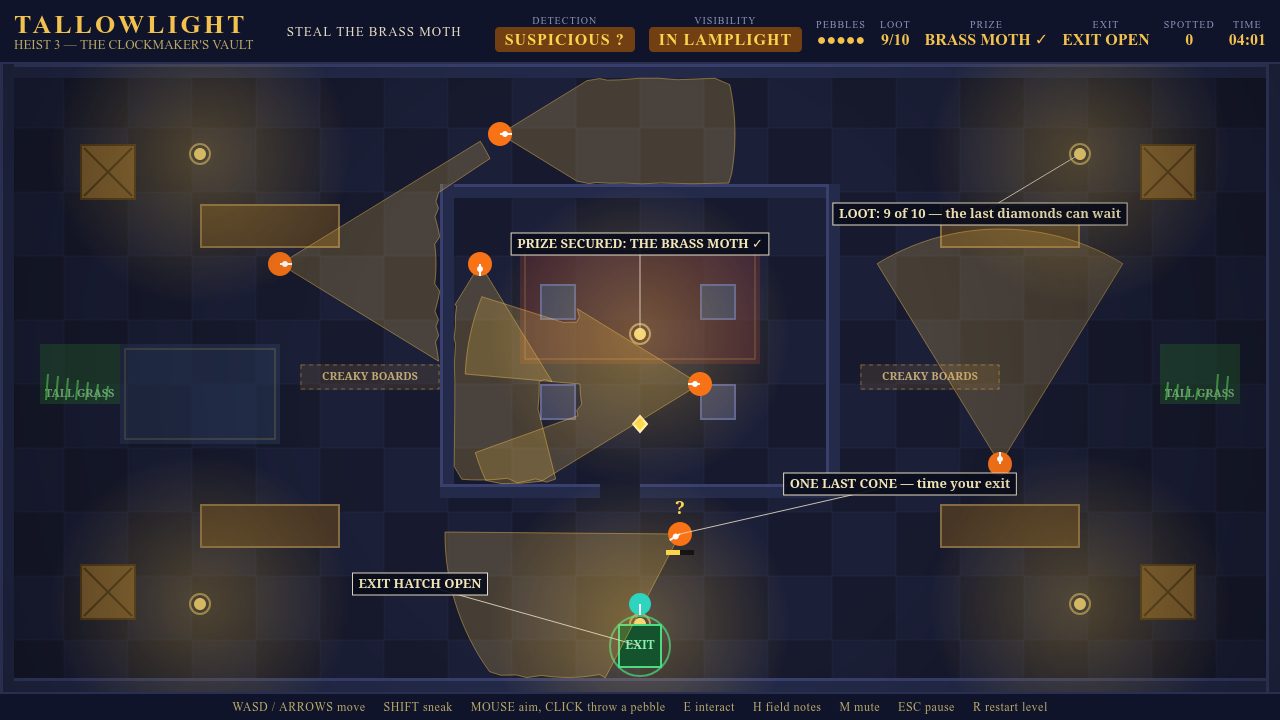 TALLOWLIGHT
HEIST 3 — THE CLOCKMAKER'S VAULT
STEAL THE BRASS MOTH
DETECTION
SUSPICIOUS ?
VISIBILITY
IN LAMPLIGHT
PEBBLES
●●●●●
LOOT
9/10
PRIZE
BRASS MOTH ✓
EXIT
EXIT OPEN
SPOTTED
0
TIME
04:01
LOOT: 9 of 10 — the last diamonds can wait
PRIZE SECURED: THE BRASS MOTH ✓
CREAKY BOARDS
CREAKY BOARDS
TALL GRASS
TALL GRASS
ONE LAST CONE — time your exit
?
EXIT HATCH OPEN
EXIT
WASD / ARROWS move SHIFT sneak MOUSE aim, CLICK throw a pebble E interact H field notes M mute ESC pause R restart level